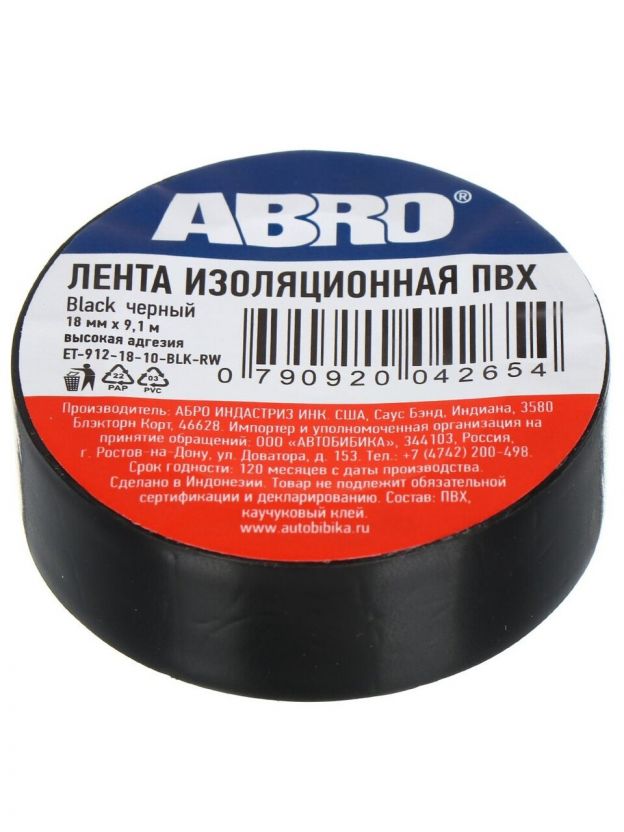 ABRO®
ЛЕНТА ИЗОЛЯЦИОННАЯ ПВХ
Black черный
18 мм х 9,1 м
высокая адгезия
ET-912-18-10-BLK-RW
0 790920 042654
22
PAP
03
PVC
Производитель: АБРО ИНДАСТРИЗ ИНК. США, Саус Бэнд, Индиана, 3580
Блэкторн Корт, 46628. Импортер и уполномоченная организация на
принятие обращений: ООО «АВТОБИБИКА», 344103, Россия,
г. Ростов-на-Дону, ул. Доватора, д. 153. Тел. +7 (4742) 200-498.
Срок годности: 120 месяцев с даты производства.
Сделано в Индонезии. Товар не подлежит обязательной
сертификации и декларированию. Состав: ПВХ,
каучуковый клей.
www.autobibika.ru